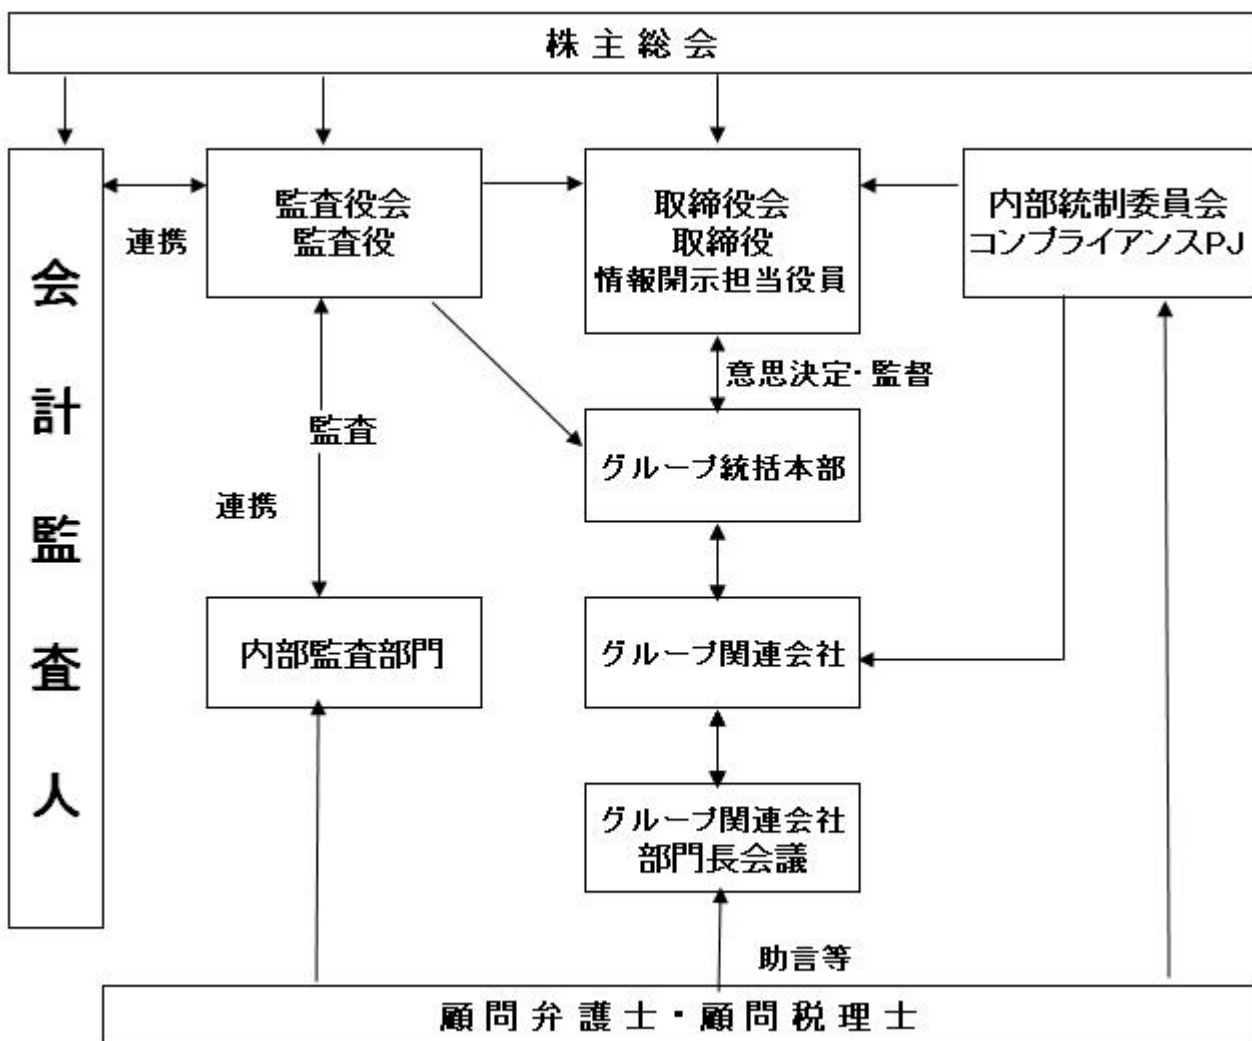 株主総会
会計監査人
連携
監査役会
監査役
取締役会
取締役
情報開示担当役員
内部統制委員会
コンプライアンスPJ
意思決定・監督
監査
連携
グループ統括本部
内部監査部門
グループ関連会社
グループ関連会社
部門長会議
助言等
顧問弁護士・顧問税理士